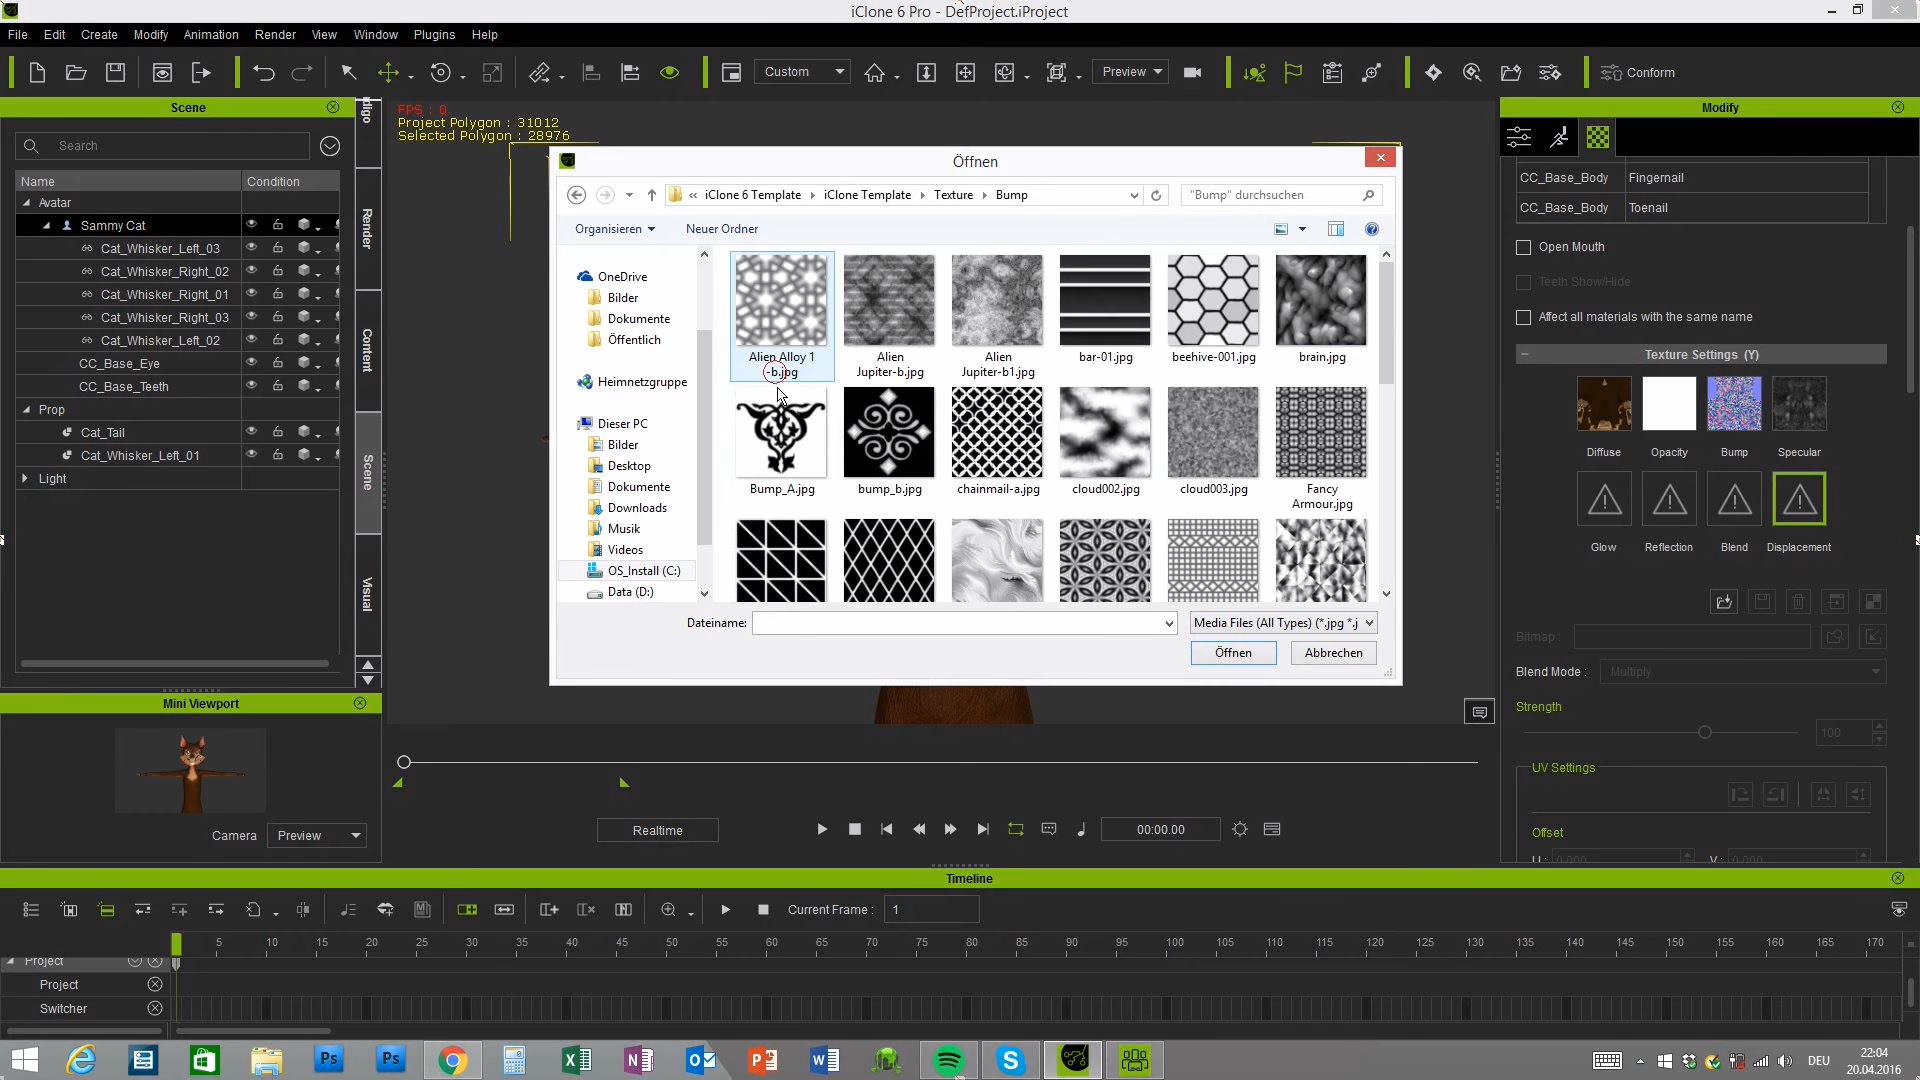 iClone 6 Pro - DefProject.iProject
File Edit Create Modify Animation Render View Window Plugins Help
Custom Preview Conform
Scene
Search
Name Condition
Avatar
Sammy Cat
Cat_Whisker_Left_03
Cat_Whisker_Right_02
Cat_Whisker_Right_01
Cat_Whisker_Right_03
Cat_Whisker_Left_02
CC_Base_Eye
CC_Base_Teeth
Prop
Cat_Tail
Cat_Whisker_Left_01
Light
Render
Content
Scene
Visual
Mini Viewport
Camera Preview
FPS : 0
Project Polygon : 31012
Selected Polygon : 28976
Öffnen
« iClone 6 Template iClone Template Texture Bump
"Bump" durchsuchen
Organisieren Neuer Ordner
OneDrive
Bilder
Dokumente
Öffentlich
Heimnetzgruppe
Dieser PC
Bilder
Desktop
Dokumente
Downloads
Musik
Videos
OS_Install (C:)
Data (D:)
Alien Alloy 1
-b.jpg
Alien
Jupiter-b.jpg
Alien
Jupiter-b1.jpg
bar-01.jpg
beehive-001.jpg
brain.jpg
Bump_A.jpg
bump_b.jpg
chainmail-a.jpg
cloud002.jpg
cloud003.jpg
Fancy
Armour.jpg
Dateiname:
Media Files (All Types) (*.jpg *.j
Öffnen Abbrechen
Realtime
00:00.00
Modify
CC_Base_Body Fingernail
CC_Base_Body Toenail
Open Mouth
Teeth Show/Hide
Affect all materials with the same name
Texture Settings (Y)
Diffuse Opacity Bump Specular
Glow Reflection Blend Displacement
Bitmap :
Blend Mode : Multiply
Strength
100
UV Settings
Offset
U : 0.000 V : 0.000
Timeline
Current Frame : 1
5 10 15 20 25 30 35 40 45 50 55 60 65 70 75 80 85 90 95 100 105 110 115 120 125 130 135 140 145 150 155 160 165 170
Project
Project
Switcher
Ps Ps
DEU
22:04
20.04.2016